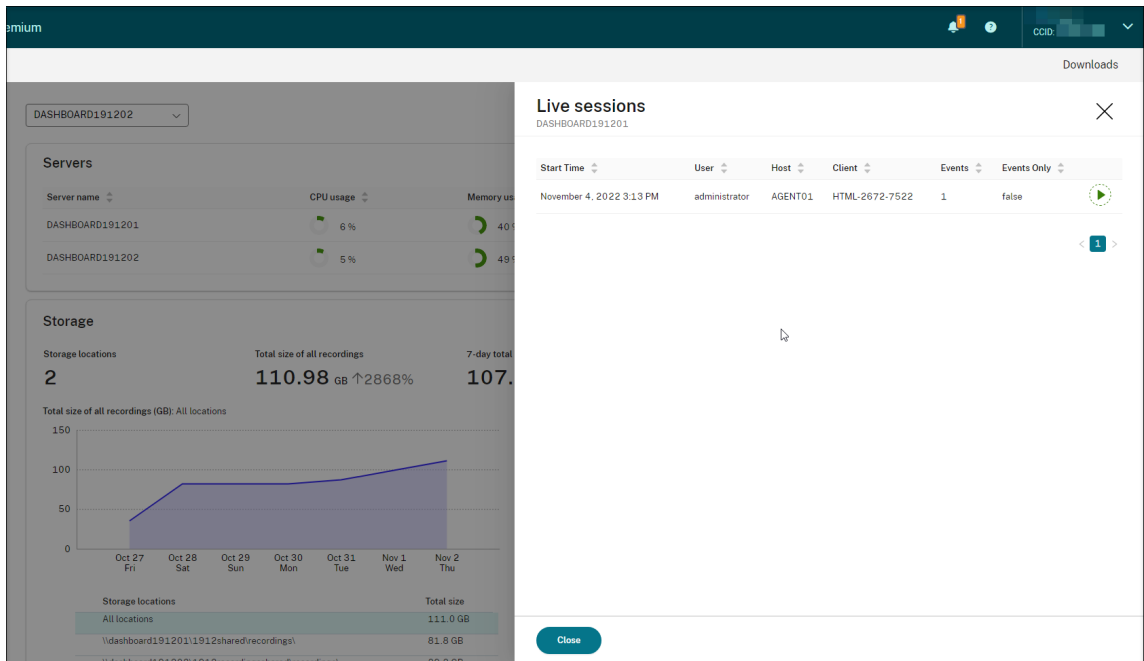 emium
1
?
CCID:
Downloads
DASHBOARD191202
Live sessions
DASHBOARD191201
Start Time User Host Client Events Events Only
November 4, 2022 3:13 PM administrator AGENT01 HTML-2672-7522 1 false
< 1 >
Close
Servers
Server name CPU usage Memory us
DASHBOARD191201 6 % 40 %
DASHBOARD191202 5 % 49 %
Storage
Storage locations Total size of all recordings 7-day total
2 110.98 GB ↑2868% 107.
Total size of all recordings (GB): All locations
150
100
50
0
Oct 27 Oct 28 Oct 29 Oct 30 Oct 31 Nov 1 Nov 2
Fri Sat Sun Mon Tue Wed Thu
Storage locations Total size
All locations 111.0 GB
\\dashboard191201\1912shared\recordings\ 81.8 GB